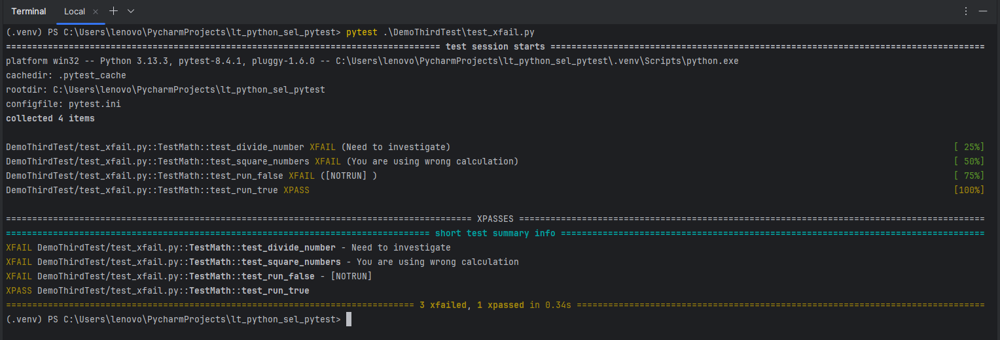 Terminal Local × + ⌄ ⋮ —
(.venv) PS C:\Users\lenovo\PycharmProjects\lt_python_sel_pytest> pytest .\DemoThirdTest\test_xfail.py
=================================================================================== test session starts ===================================================================================
platform win32 -- Python 3.13.3, pytest-8.4.1, pluggy-1.6.0 -- C:\Users\lenovo\PycharmProjects\lt_python_sel_pytest\.venv\Scripts\python.exe
cachedir: .pytest_cache
rootdir: C:\Users\lenovo\PycharmProjects\lt_python_sel_pytest
configfile: pytest.ini
collected 4 items
DemoThirdTest/test_xfail.py::TestMath::test_divide_number XFAIL (Need to investigate) [ 25%]
DemoThirdTest/test_xfail.py::TestMath::test_square_numbers XFAIL (You are using wrong calculation) [ 50%]
DemoThirdTest/test_xfail.py::TestMath::test_run_false XFAIL ([NOTRUN] ) [ 75%]
DemoThirdTest/test_xfail.py::TestMath::test_run_true XPASS [100%]
========================================================================================= XPASSES =========================================================================================
================================================================================= short test summary info =================================================================================
XFAIL DemoThirdTest/test_xfail.py::TestMath::test_divide_number - Need to investigate
XFAIL DemoThirdTest/test_xfail.py::TestMath::test_square_numbers - You are using wrong calculation
XFAIL DemoThirdTest/test_xfail.py::TestMath::test_run_false - [NOTRUN]
XPASS DemoThirdTest/test_xfail.py::TestMath::test_run_true
============================================================================== 3 xfailed, 1 xpassed in 0.34s ==============================================================================
(.venv) PS C:\Users\lenovo\PycharmProjects\lt_python_sel_pytest>